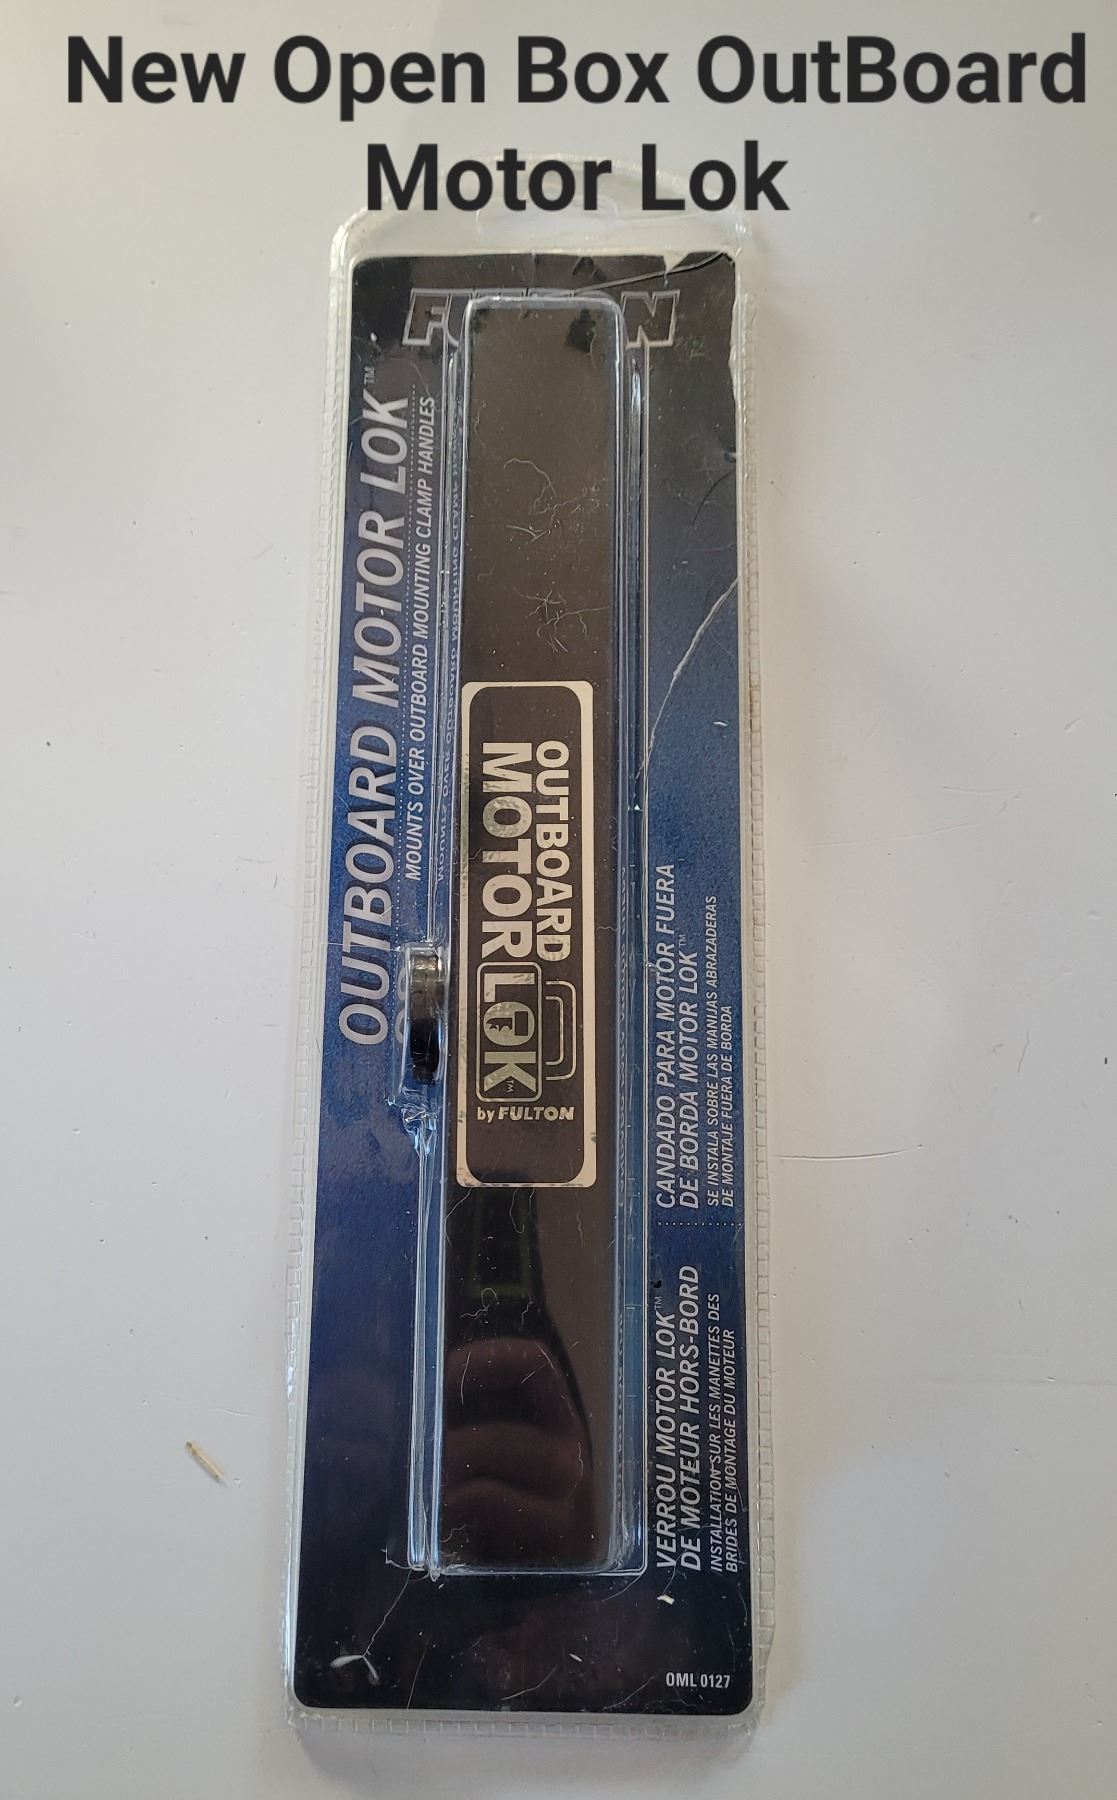 New Open Box OutBoard
Motor Lok
OUTBOARD MOTOR LOK™
MOUNTS OVER OUTBOARD MOUNTING CLAMP HANDLES
OUTBOARD
MOTOR LOK™
by FULTON
CANDADO PARA MOTOR FUERA
DE BORDA MOTOR LOK™
SE INSTALA SOBRE LAS MANIJAS ABRAZADERAS
DE MONTAJE FUERA DE BORDA
VERROU MOTOR LOK™
DE MOTEUR HORS-BORD
INSTALLATION SUR LES MANETTES DES
BRIDES DE MONTAGE DU MOTEUR
OML 0127